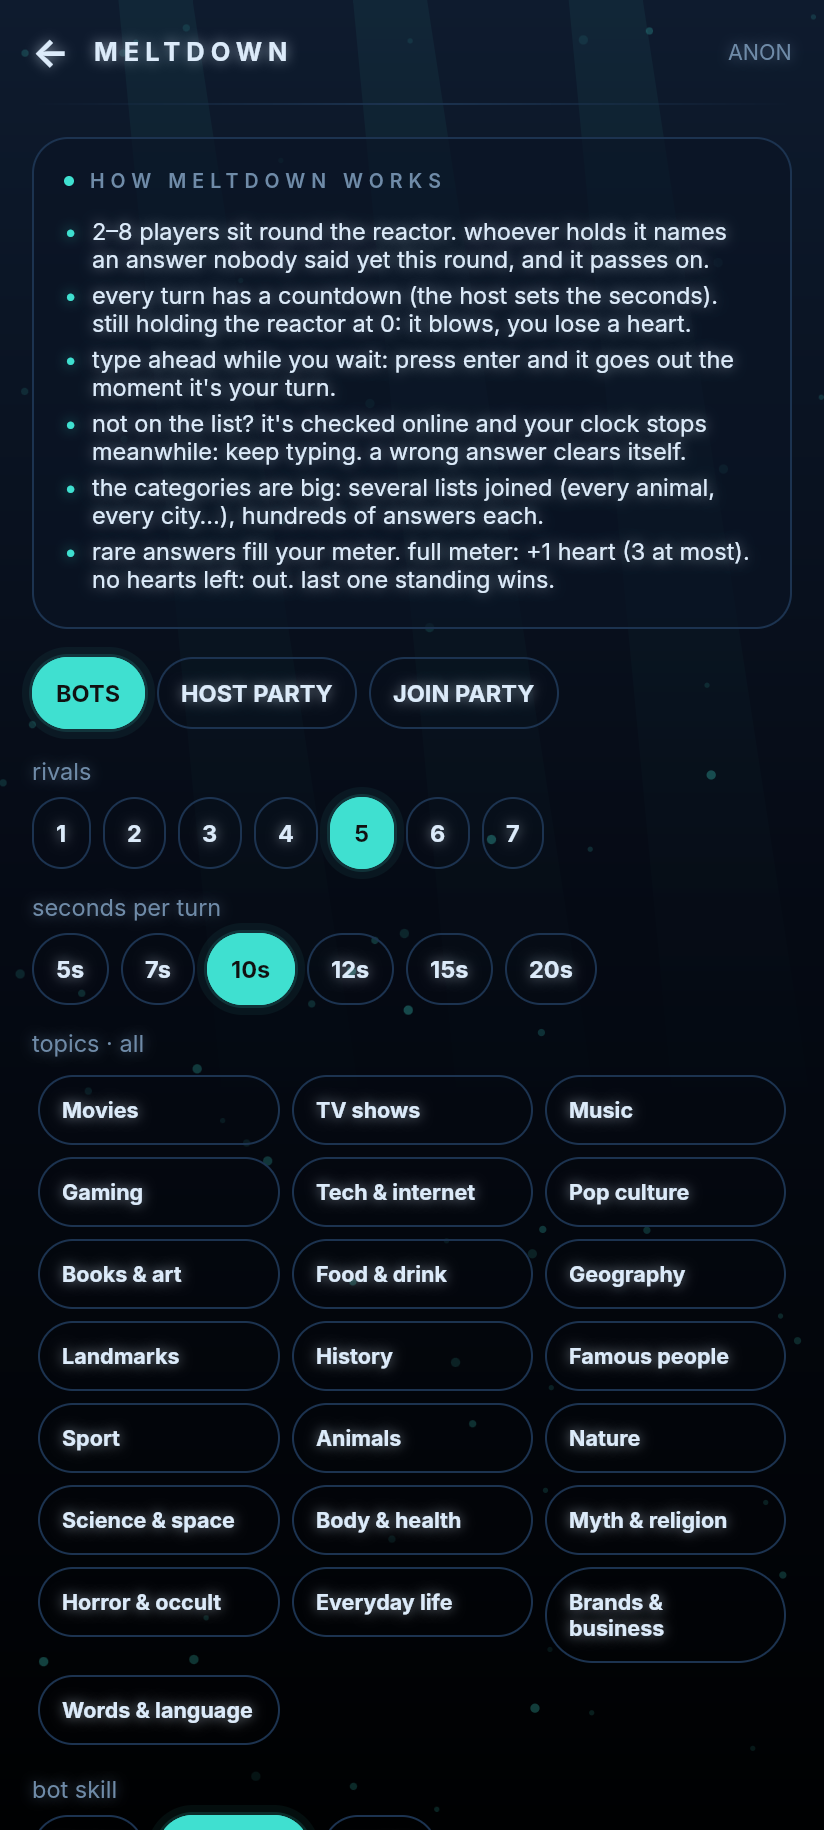 MELTDOWN
ANON
HOW MELTDOWN WORKS
• 2–8 players sit round the reactor. whoever holds it names
an answer nobody said yet this round, and it passes on.
• every turn has a countdown (the host sets the seconds).
still holding the reactor at 0: it blows, you lose a heart.
• type ahead while you wait: press enter and it goes out the
moment it's your turn.
• not on the list? it's checked online and your clock stops
meanwhile: keep typing. a wrong answer clears itself.
• the categories are big: several lists joined (every animal,
every city...), hundreds of answers each.
• rare answers fill your meter. full meter: +1 heart (3 at most).
no hearts left: out. last one standing wins.
BOTS
HOST PARTY
JOIN PARTY
rivals
1
2
3
4
5
6
7
seconds per turn
5s
7s
10s
12s
15s
20s
topics · all
Movies
TV shows
Music
Gaming
Tech & internet
Pop culture
Books & art
Food & drink
Geography
Landmarks
History
Famous people
Sport
Animals
Nature
Science & space
Body & health
Myth & religion
Horror & occult
Everyday life
Brands &
business
Words & language
bot skill